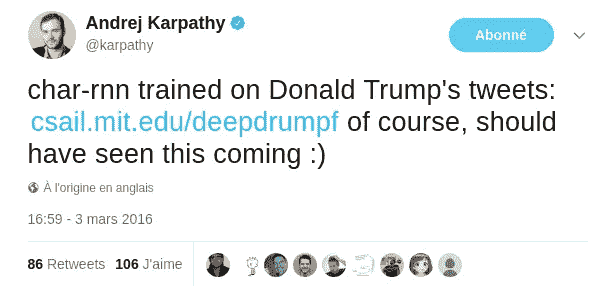 Andrej Karpathy
@karpathy
Abonné
char-rnn trained on Donald Trump's tweets:
csail.mit.edu/deepdrumpf of course, should
have seen this coming :)
À l'origine en anglais
16:59 - 3 mars 2016
86 Retweets 106 J'aime